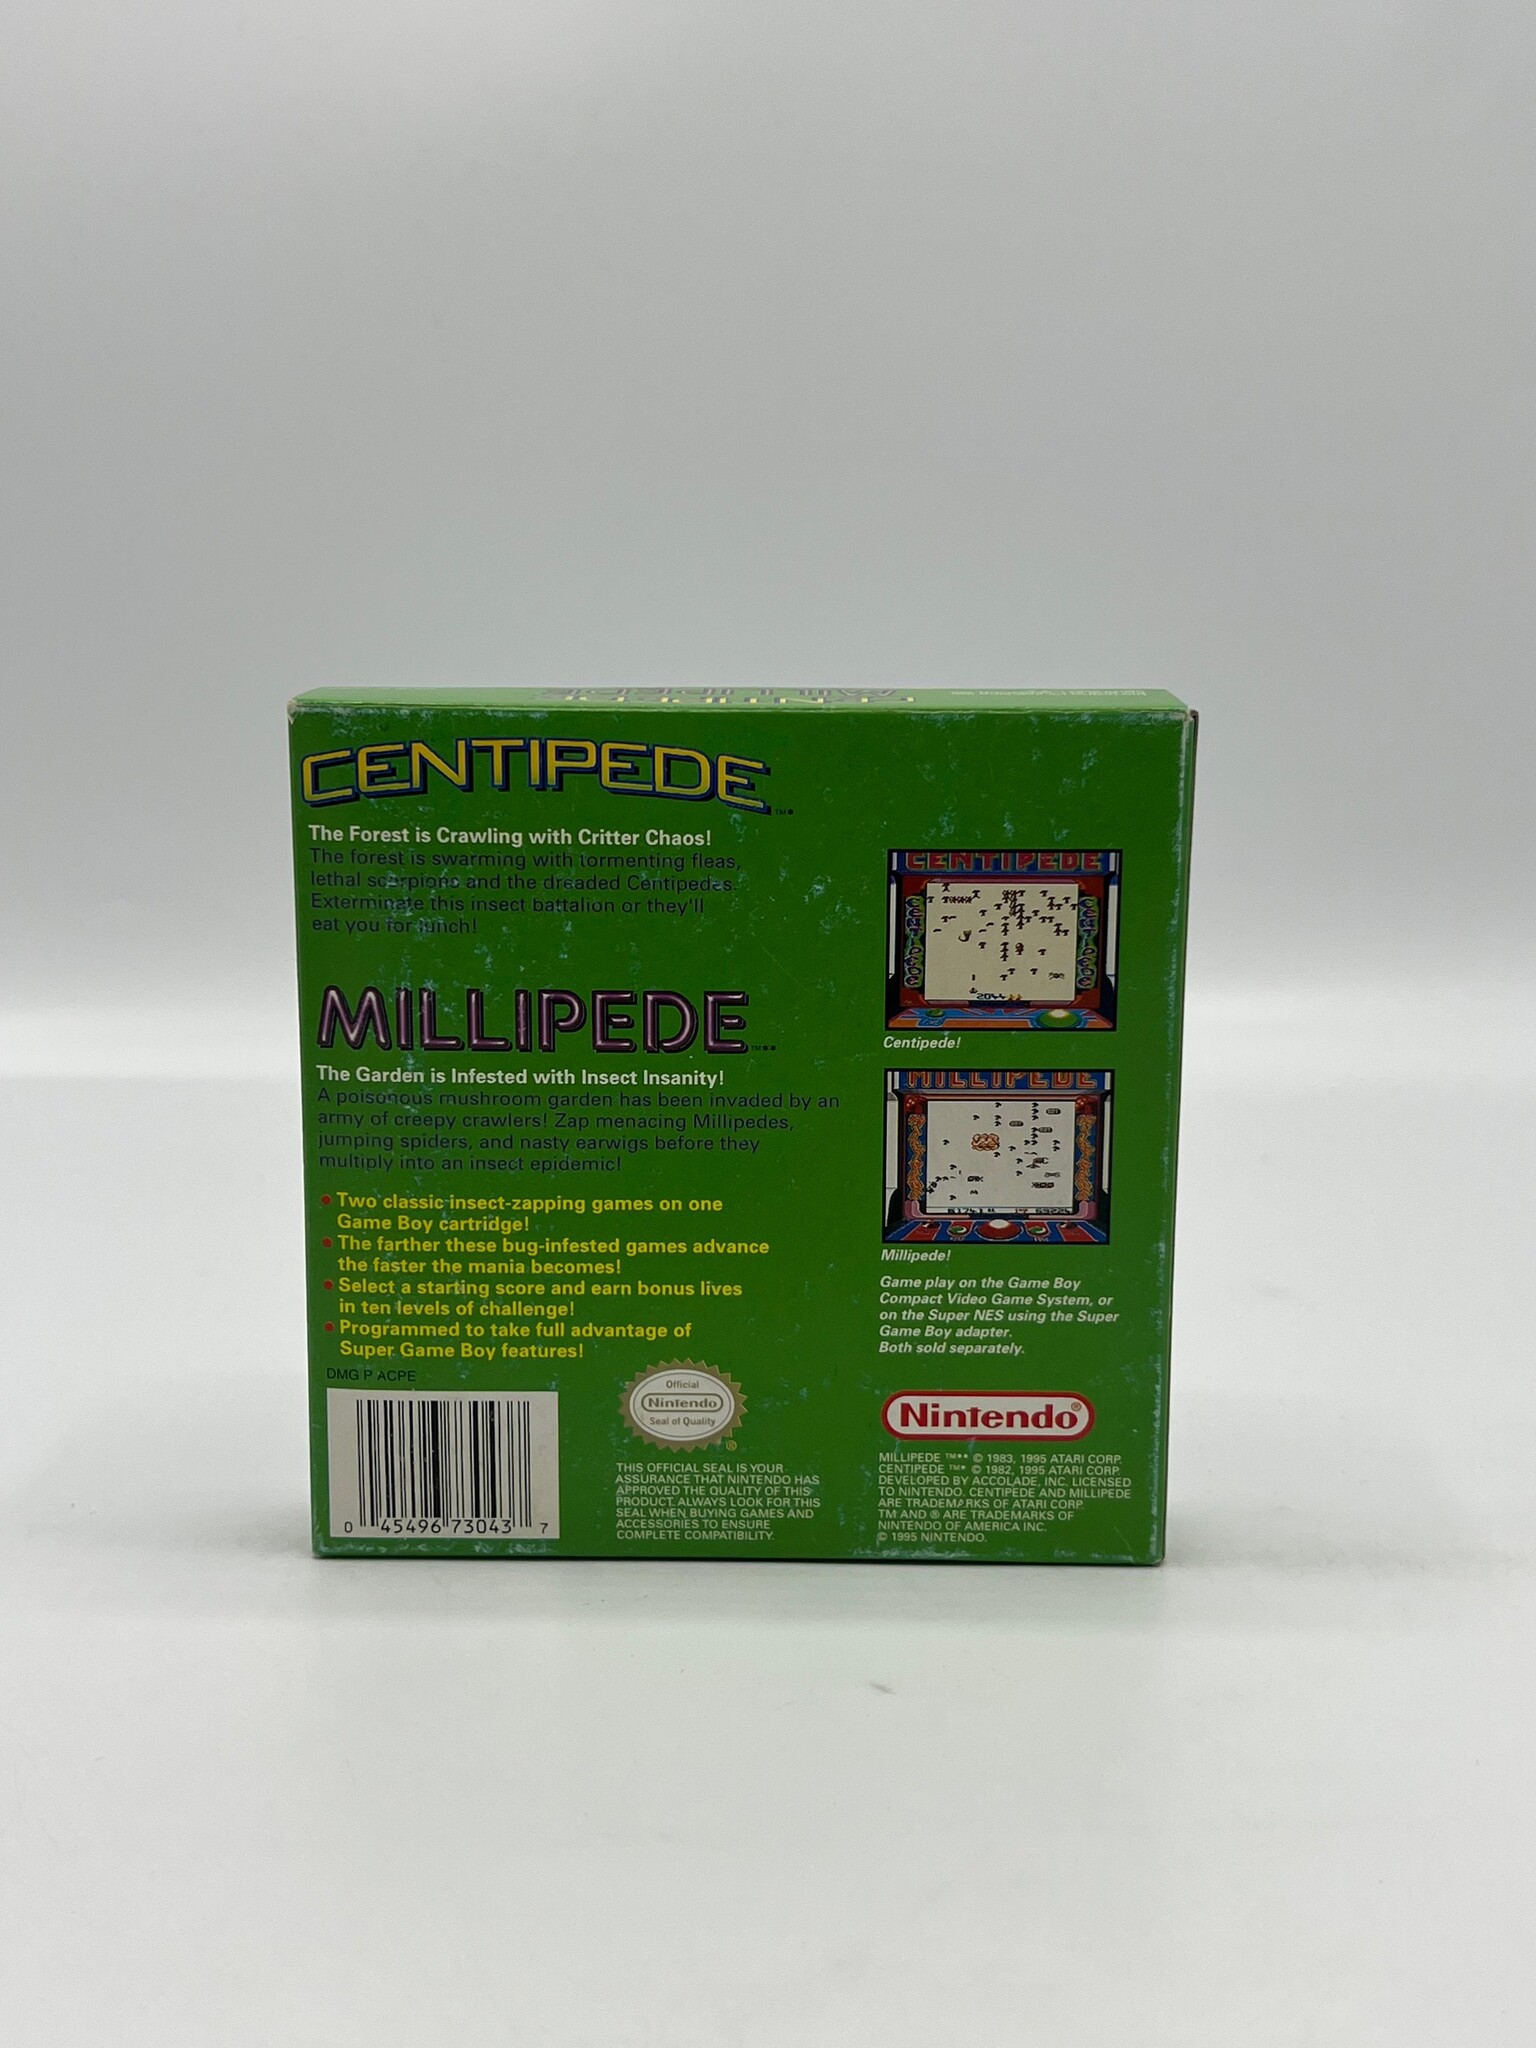 CENTIPEDE
MILLIPEDE
CENTIPEDE ™*
The Forest is Crawling with Critter Chaos!
The forest is swarming with tormenting fleas,
lethal scorpions and the dreaded Centipedes.
Exterminate this insect battalion or they'll
eat you for lunch!
MILLIPEDE ™**
The Garden is Infested with Insect Insanity!
A poisonous mushroom garden has been invaded by an
army of creepy crawlers! Zap menacing Millipedes,
jumping spiders, and nasty earwigs before they
multiply into an insect epidemic!
• Two classic insect-zapping games on one
Game Boy cartridge!
• The farther these bug-infested games advance
the faster the mania becomes!
• Select a starting score and earn bonus lives
in ten levels of challenge!
• Programmed to take full advantage of
Super Game Boy features!
DMG P ACPE
0 45496 73043 7
Official
Nintendo
Seal of Quality
®
THIS OFFICIAL SEAL IS YOUR
ASSURANCE THAT NINTENDO HAS
APPROVED THE QUALITY OF THIS
PRODUCT. ALWAYS LOOK FOR THIS
SEAL WHEN BUYING GAMES AND
ACCESSORIES TO ENSURE
COMPLETE COMPATIBILITY.
CENTIPEDE
CENTIPEDE
CENTIPEDE
2044
Centipede!
MILLIPEDE
Millipede!
Game play on the Game Boy
Compact Video Game System, or
on the Super NES using the Super
Game Boy adapter.
Both sold separately.
Nintendo®
MILLIPEDE ™** © 1983, 1995 ATARI CORP.
CENTIPEDE ™* © 1982, 1995 ATARI CORP.
DEVELOPED BY ACCOLADE, INC. LICENSED
TO NINTENDO. CENTIPEDE AND MILLIPEDE
ARE TRADEMARKS OF ATARI CORP.
TM AND ® ARE TRADEMARKS OF
NINTENDO OF AMERICA INC.
© 1995 NINTENDO.